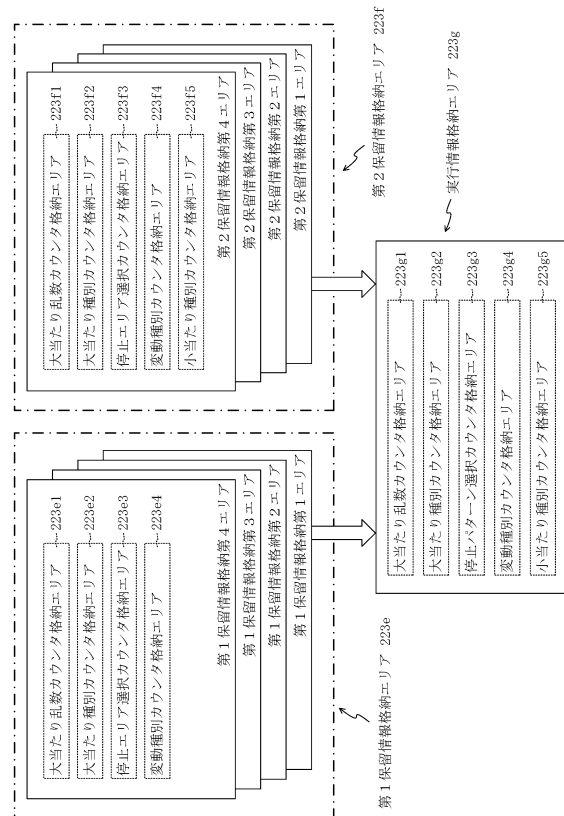 大当たり乱数カウンタ格納エリア 223e1
大当たり種別カウンタ格納エリア 223e2
停止エリア選択カウンタ格納エリア 223e3
変動種別カウンタ格納エリア 223e4
第1保留情報格納第4エリア
第1保留情報格納第3エリア
第1保留情報格納第2エリア
第1保留情報格納第1エリア
第1保留情報格納エリア 223e
大当たり乱数カウンタ格納エリア 223f1
大当たり種別カウンタ格納エリア 223f2
停止エリア選択カウンタ格納エリア 223f3
変動種別カウンタ格納エリア 223f4
小当たり種別カウンタ格納エリア 223f5
第2保留情報格納第4エリア
第2保留情報格納第3エリア
第2保留情報格納第2エリア
第2保留情報格納第1エリア
第2保留情報格納エリア 223f
実行情報格納エリア 223g
大当たり乱数カウンタ格納エリア 223g1
大当たり種別カウンタ格納エリア 223g2
停止パターン選択カウンタ格納エリア 223g3
変動種別カウンタ格納エリア 223g4
小当たり種別カウンタ格納エリア 223g5